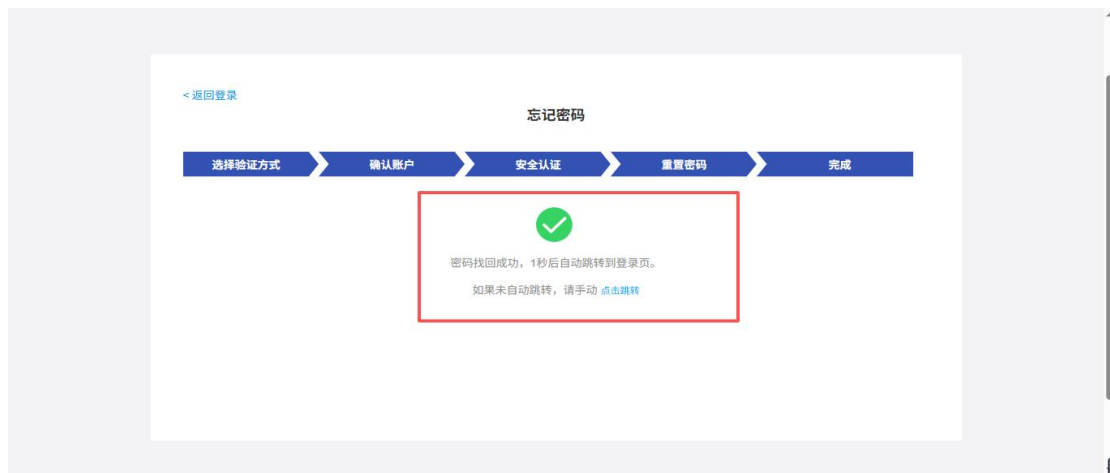 <返回登录
忘记密码
选择验证方式
确认账户
安全认证
重置密码
完成
密码找回成功，1秒后自动跳转到登录页。
如果未自动跳转，请手动 点击跳转